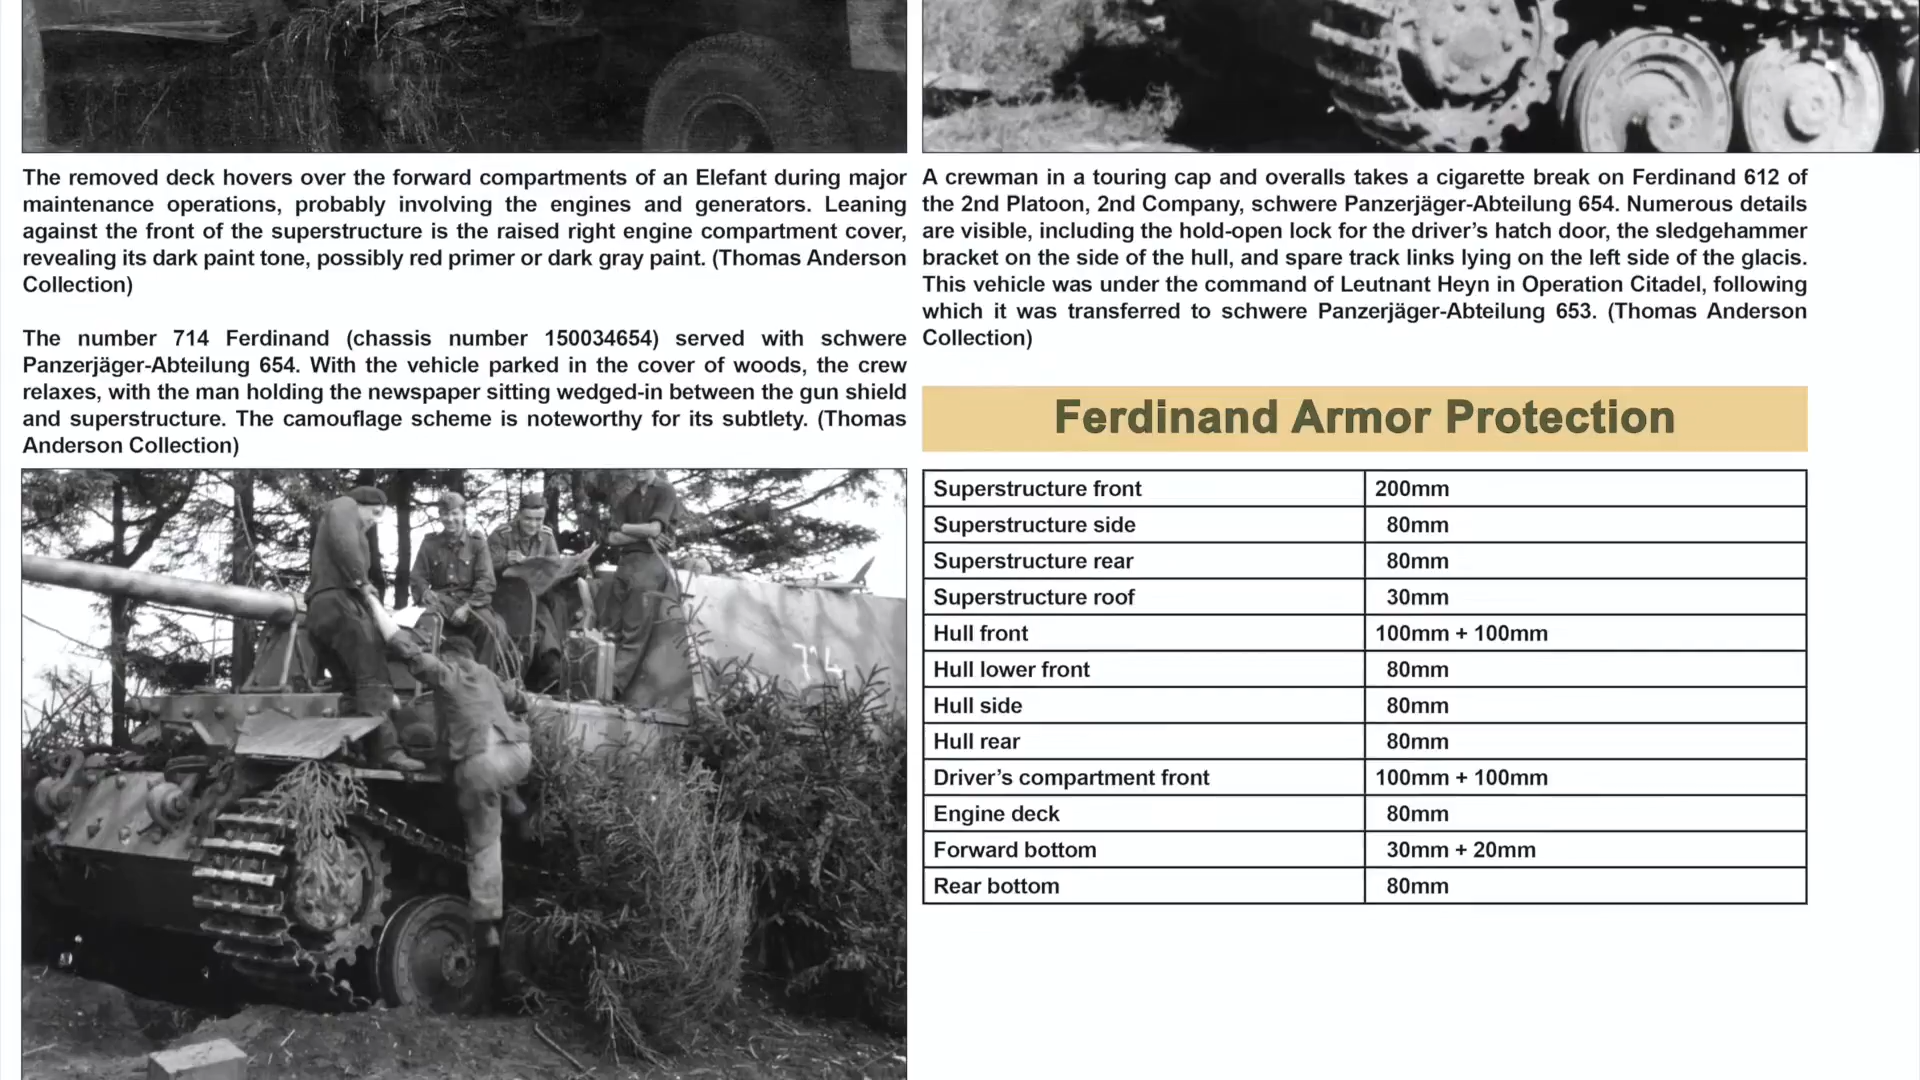 The removed deck hovers over the forward compartments of an Elefant during major
maintenance operations, probably involving the engines and generators. Leaning
against the front of the superstructure is the raised right engine compartment cover,
revealing its dark paint tone, possibly red primer or dark gray paint. (Thomas Anderson
Collection)
The number 714 Ferdinand (chassis number 150034654) served with schwere
Panzerjäger-Abteilung 654. With the vehicle parked in the cover of woods, the crew
relaxes, with the man holding the newspaper sitting wedged-in between the gun shield
and superstructure. The camouflage scheme is noteworthy for its subtlety. (Thomas
Anderson Collection)
714
A crewman in a touring cap and overalls takes a cigarette break on Ferdinand 612 of
the 2nd Platoon, 2nd Company, schwere Panzerjäger-Abteilung 654. Numerous details
are visible, including the hold-open lock for the driver’s hatch door, the sledgehammer
bracket on the side of the hull, and spare track links lying on the left side of the glacis.
This vehicle was under the command of Leutnant Heyn in Operation Citadel, following
which it was transferred to schwere Panzerjäger-Abteilung 653. (Thomas Anderson
Collection)
Ferdinand Armor Protection
Superstructure front 200mm
Superstructure side 80mm
Superstructure rear 80mm
Superstructure roof 30mm
Hull front 100mm + 100mm
Hull lower front 80mm
Hull side 80mm
Hull rear 80mm
Driver’s compartment front 100mm + 100mm
Engine deck 80mm
Forward bottom 30mm + 20mm
Rear bottom 80mm